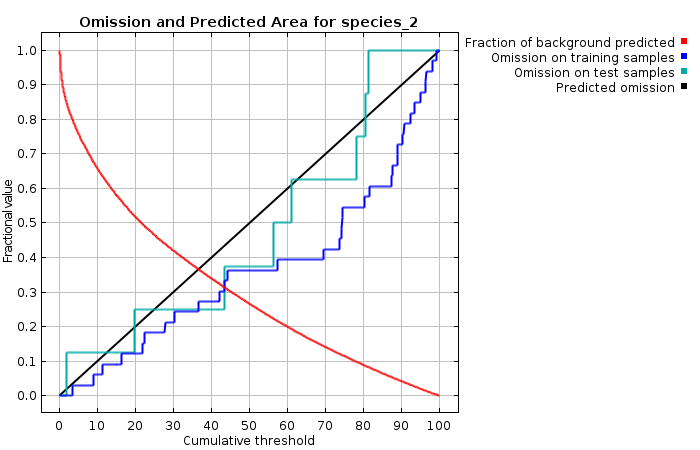 Omission and Predicted Area for species_2
Fraction of background predicted
Omission on training samples
Omission on test samples
Predicted omission
Fractional value
1.0
0.9
0.8
0.7
0.6
0.5
0.4
0.3
0.2
0.1
0.0
0 10 20 30 40 50 60 70 80 90 100
Cumulative threshold